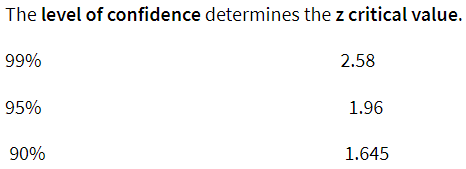 The level of confidence determines the z critical value.
99% 2.58
95% 1.96
90% 1.645